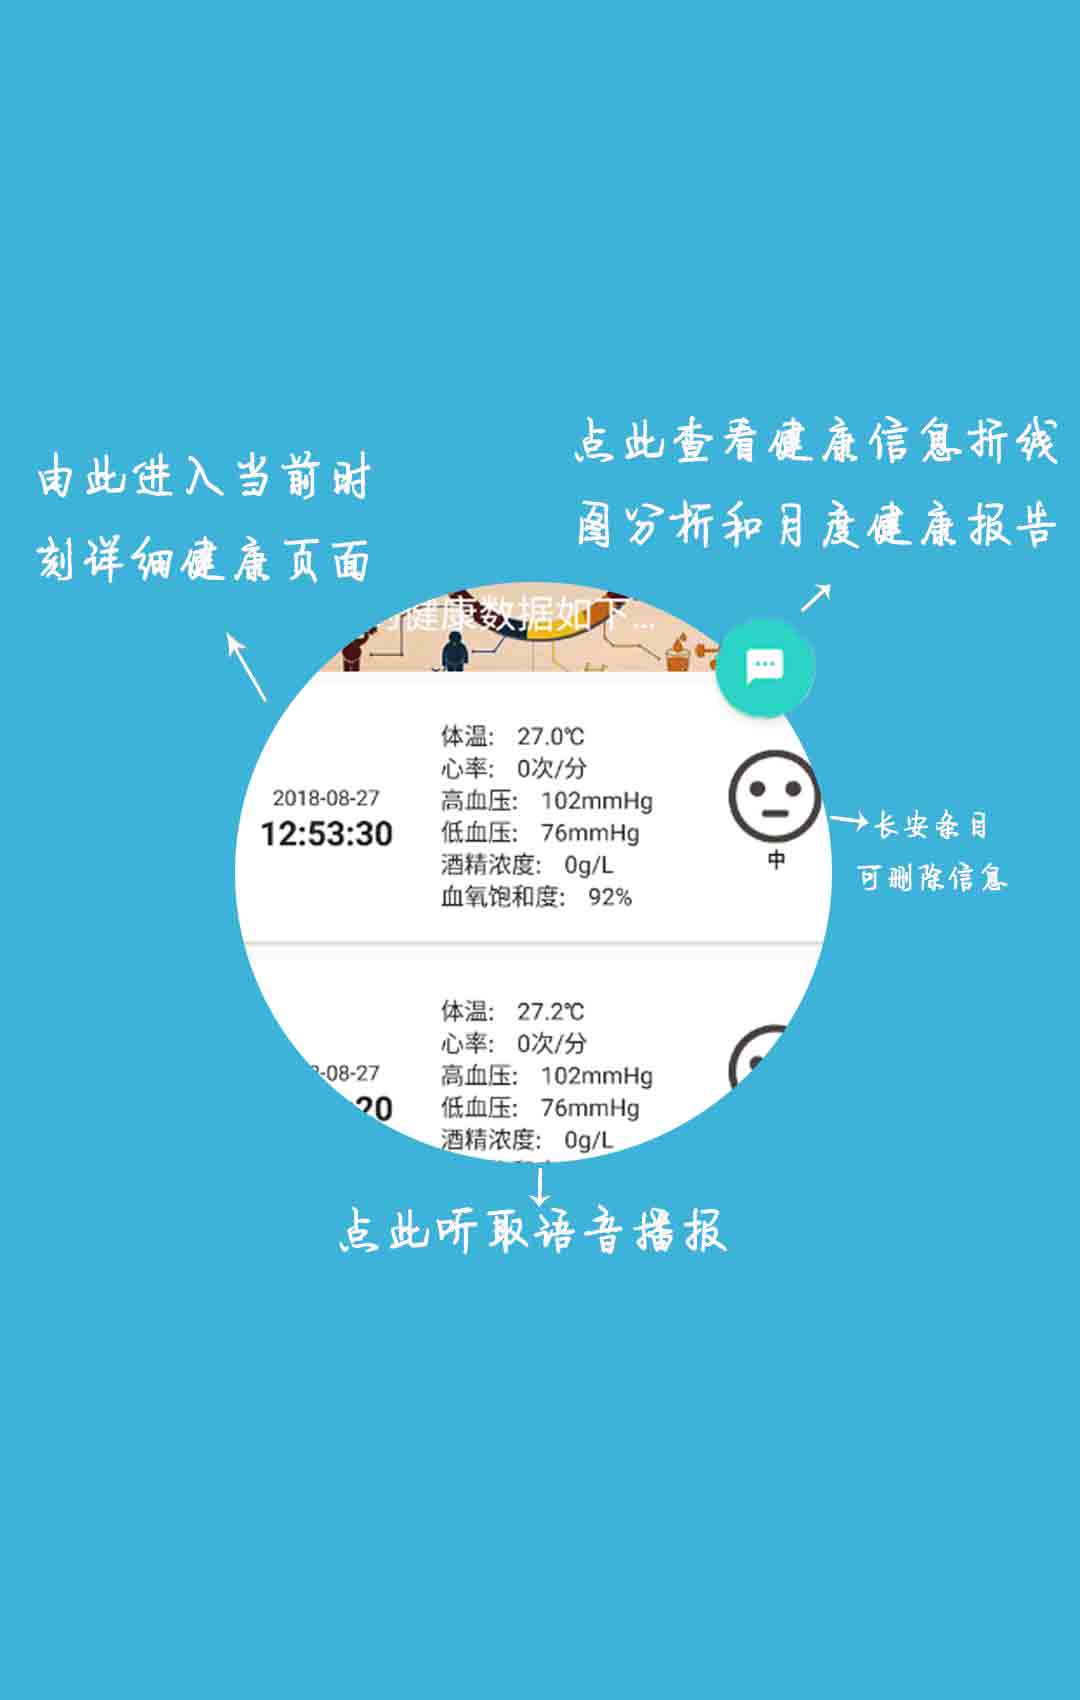 点此查看健康信息折线
图分析和月度健康报告
由此进入当前时
刻详细健康页面
健康数据如下...
体温: 27.0℃
心率: 0次/分
高血压: 102mmHg
低血压: 76mmHg
酒精浓度: 0g/L
血氧饱和度: 92%
2018-08-27
12:53:30
中
长安条目
可删除信息
体温: 27.2℃
心率: 0次/分
高血压: 102mmHg
低血压: 76mmHg
酒精浓度: 0g/L
-08-27
20
点此听取语音播报